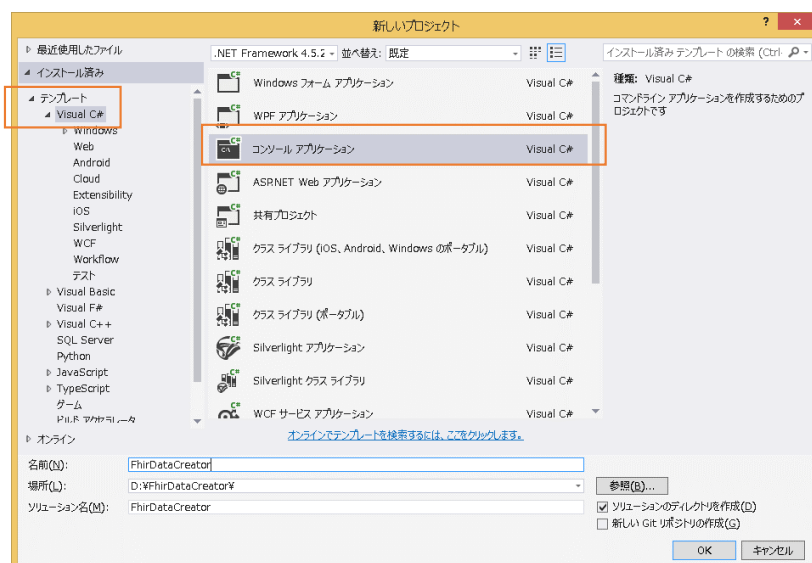 新しいプロジェクト
? ×
最近使用したファイル
.NET Framework 4.5.2 並べ替え: 既定
インストール済み テンプレート の検索 (Ctrl-
インストール済み
テンプレート
Visual C#
Windows
Web
Android
Cloud
Extensibility
iOS
Silverlight
WCF
Workflow
テスト
Visual Basic
Visual F#
Visual C++
SQL Server
Python
JavaScript
TypeScript
ゲーム
ビルド アクセラレータ
オンライン
Windows フォーム アプリケーション Visual C#
WPF アプリケーション Visual C#
コンソール アプリケーション Visual C#
ASP.NET Web アプリケーション Visual C#
共有プロジェクト Visual C#
クラス ライブラリ (iOS、Android、Windows のポータブル) Visual C#
クラス ライブラリ Visual C#
クラス ライブラリ (ポータブル) Visual C#
Silverlight アプリケーション Visual C#
Silverlight クラス ライブラリ Visual C#
WCF サービス アプリケーション Visual C#
オンラインでテンプレートを検索するには、ここをクリックします。
種類: Visual C#
コマンドライン アプリケーションを作成するためのプ
ロジェクトです
名前(N): FhirDataCreator
場所(L): D:¥FhirDataCreator¥ 参照(B)...
ソリューション名(M): FhirDataCreator
ソリューションのディレクトリを作成(D)
新しい Git リポジトリの作成(G)
OK キャンセル